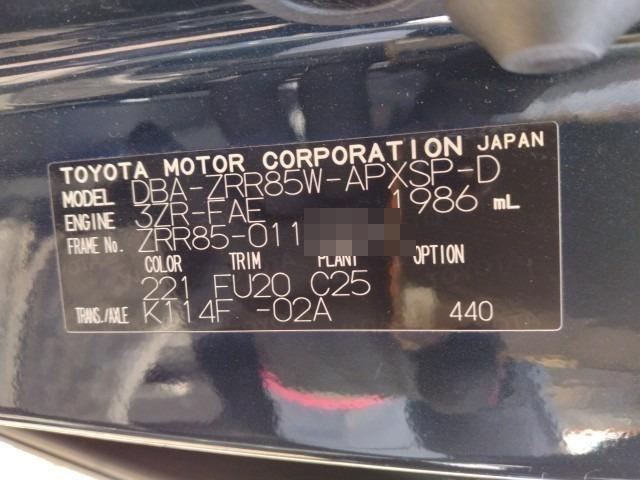 TOYOTA MOTOR CORPORATION JAPAN
MODEL DBA-ZRR85W-APXSP-D
ENGINE 3ZR-FAE 1986 mL
FRAME No. ZRR85-011
COLOR TRIM PLANT OPTION
221 FU20 C25
TRANS./AXLE K114F -02A 440